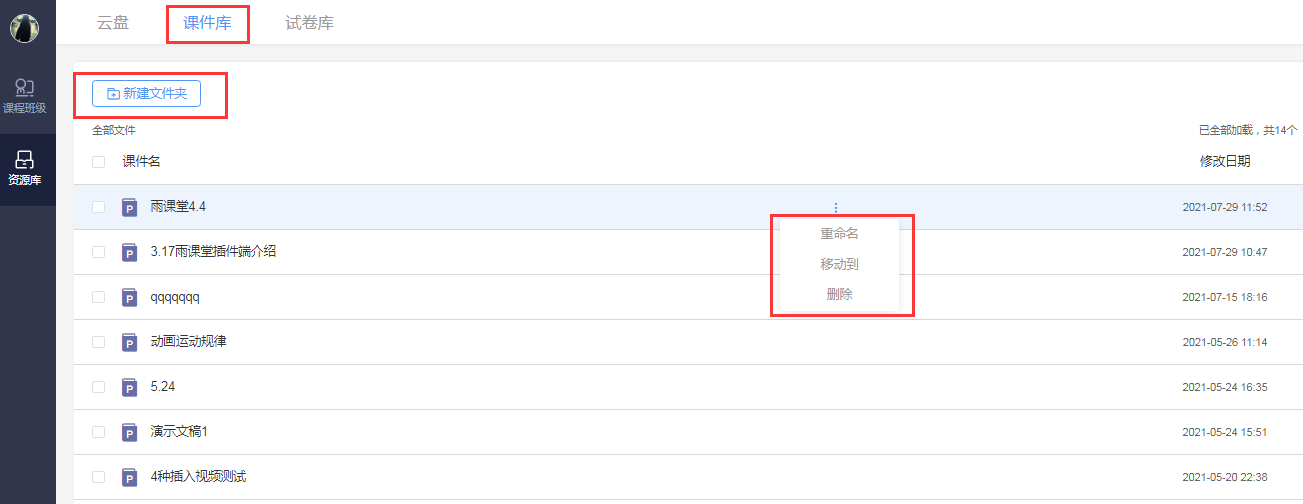 云盘 课件库 试卷库
课程班级
资源库
新建文件夹
全部文件 已全部加载，共14个
课件名 修改日期
P 雨课堂4.4 2021-07-29 11:52
重命名
移动到
删除
P 3.17雨课堂插件端介绍 2021-07-29 10:47
P qqqqqqq 2021-07-15 18:16
P 动画运动规律 2021-05-26 11:14
P 5.24 2021-05-24 16:35
P 演示文稿1 2021-05-24 15:51
P 4种插入视频测试 2021-05-20 22:38